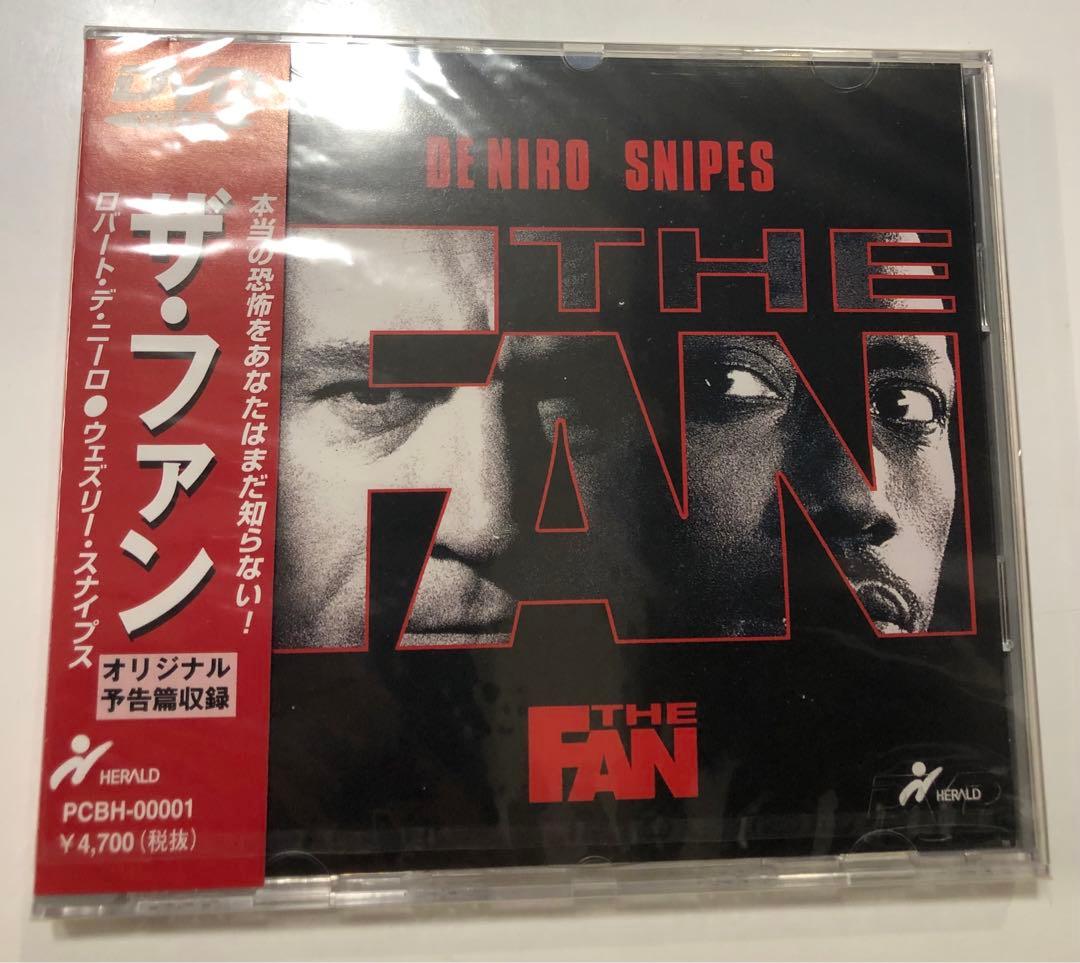 DVD
本当の恐怖をあなたはまだ知らない!
ザ・ファン
ロバート・デ・ニーロ●ウェズリー・スナイプス
オリジナル
予告篇収録
HERALD
PCBH-00001
¥4,700(税抜)
DE NIRO SNIPES
THE
FAN
THE
FAN
HERALD